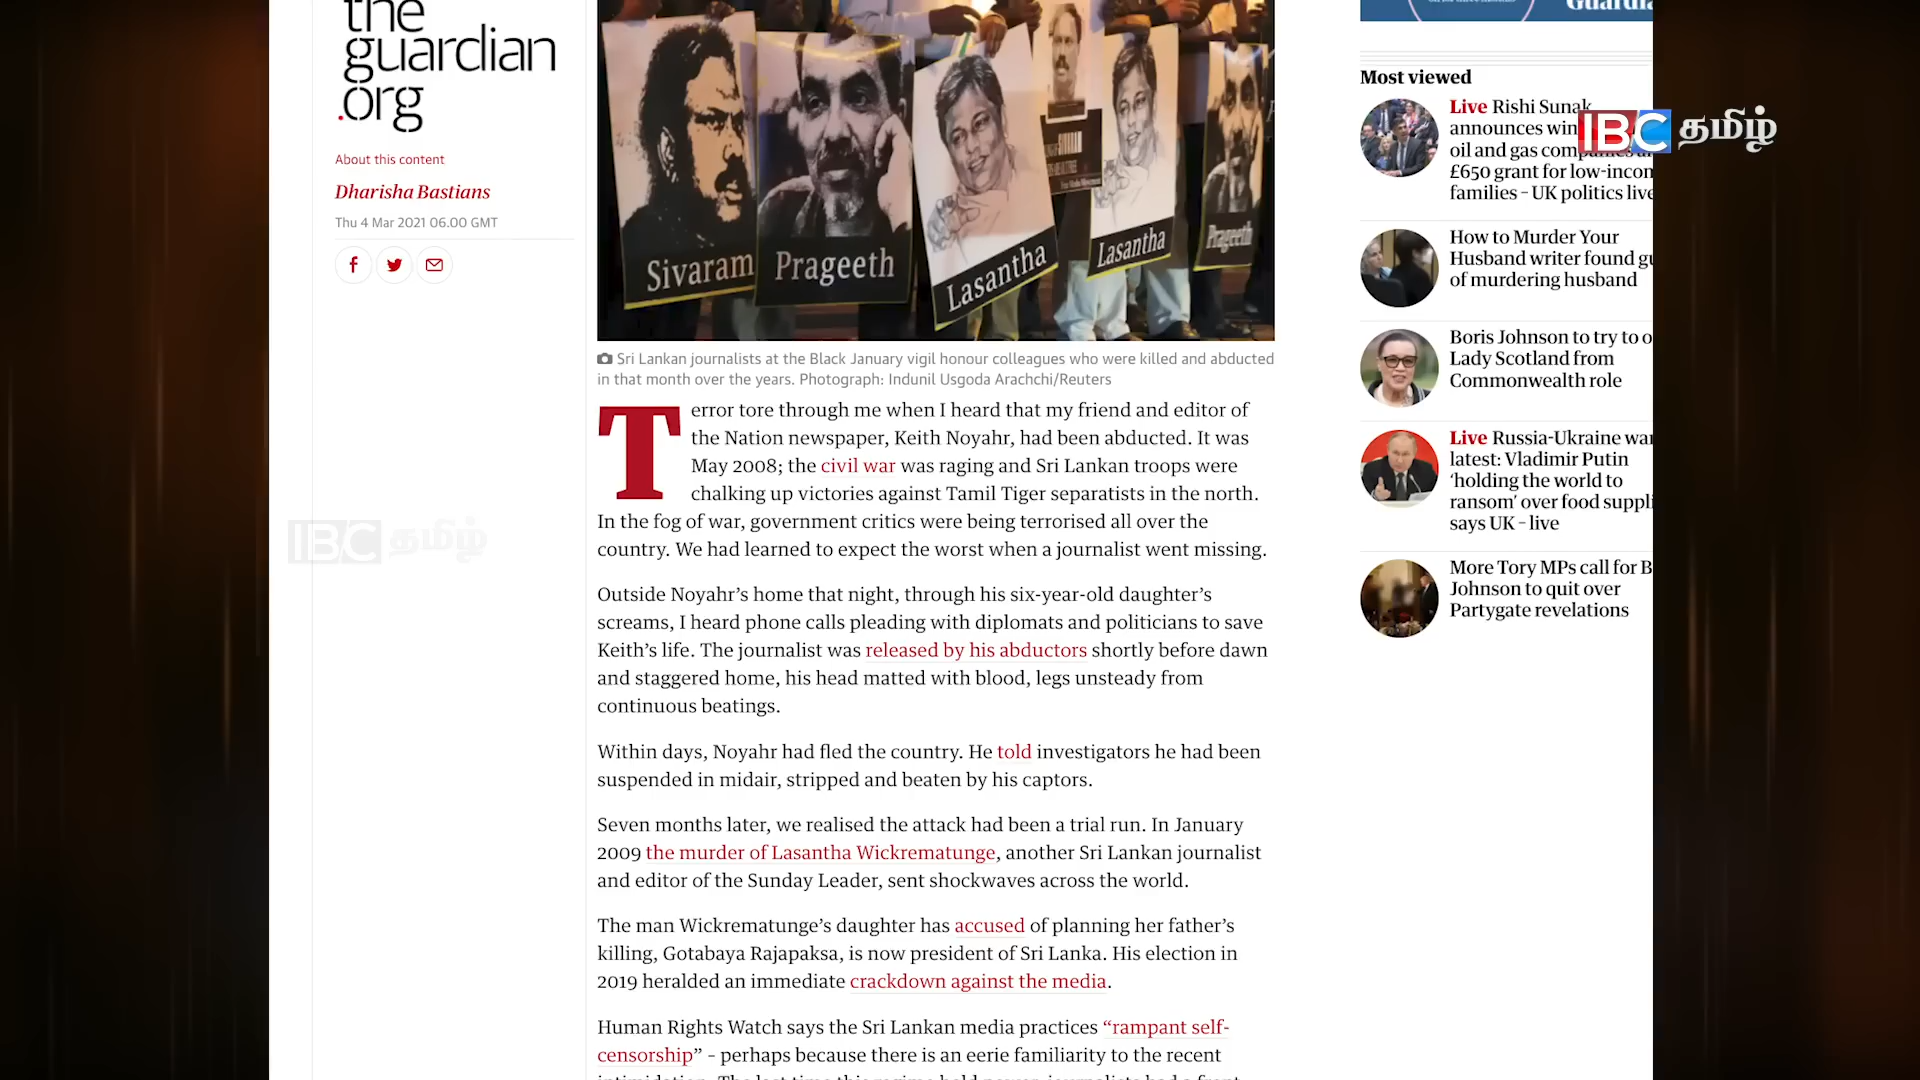 the
guardian
.org
About this content
Dharisha Bastians
Thu 4 Mar 2021 06.00 GMT
Sivaram
Prageeth
Lasantha
Lasantha
Prageeth
Sri Lankan journalists at the Black January vigil honour colleagues who were killed and abducted
in that month over the years. Photograph: Indunil Usgoda Arachchi/Reuters
Terror tore through me when I heard that my friend and editor of
the Nation newspaper, Keith Noyahr, had been abducted. It was
May 2008; the civil war was raging and Sri Lankan troops were
chalking up victories against Tamil Tiger separatists in the north.
In the fog of war, government critics were being terrorised all over the
country. We had learned to expect the worst when a journalist went missing.
Outside Noyahr’s home that night, through his six-year-old daughter’s
screams, I heard phone calls pleading with diplomats and politicians to save
Keith’s life. The journalist was released by his abductors shortly before dawn
and staggered home, his head matted with blood, legs unsteady from
continuous beatings.
Within days, Noyahr had fled the country. He told investigators he had been
suspended in midair, stripped and beaten by his captors.
Seven months later, we realised the attack had been a trial run. In January
2009 the murder of Lasantha Wickrematunge, another Sri Lankan journalist
and editor of the Sunday Leader, sent shockwaves across the world.
The man Wickrematunge’s daughter has accused of planning her father’s
killing, Gotabaya Rajapaksa, is now president of Sri Lanka. His election in
2019 heralded an immediate crackdown against the media.
Human Rights Watch says the Sri Lankan media practices “rampant self-
censorship” – perhaps because there is an eerie familiarity to the recent
Most viewed
Live Rishi Sunak
announces win
oil and gas
£650 grant for low-incon
families – UK politics live
How to Murder Your
Husband writer found gu
of murdering husband
Boris Johnson to try to o
Lady Scotland from
Commonwealth role
Live Russia-Ukraine war
latest: Vladimir Putin
‘holding the world to
ransom’ over food suppli
says UK – live
More Tory MPs call for B
Johnson to quit over
Partygate revelations
IBC தமிழ்
IBC தமிழ்